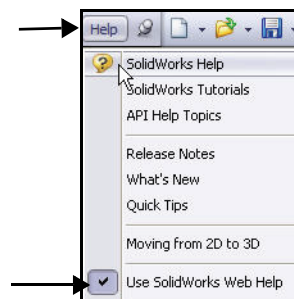 Help
SolidWorks Help
SolidWorks Tutorials
API Help Topics
Release Notes
What's New
Quick Tips
Moving from 2D to 3D
Use SolidWorks Web Help